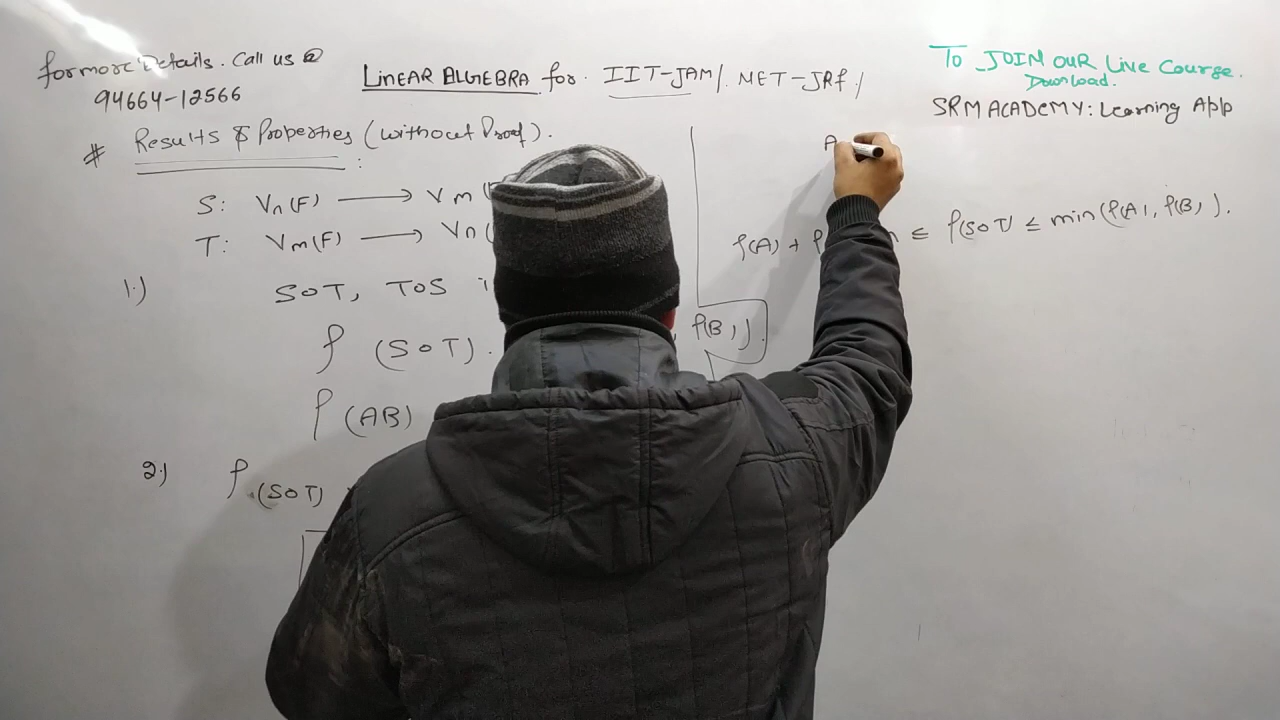 for more Details. Call us @
94664-12566
LINEAR ALGEBRA for IIT-JAM/. NET-JRF/
To JOIN OUR Live Course.
Download.
SRM ACADEMY: Learning App
# Results & Properties (without Proof).
:
S: Vn(F) ⟶ Vm
T: Vm(F) ⟶ Vn(
1.) SOT, TOS
ρ (SOT).
ρ(B)).
ρ (AB)
2.) ρ (SOT)
A
ρ(A) + ≤ ρ(SOT) ≤ min(ρ(A), ρ(B)).